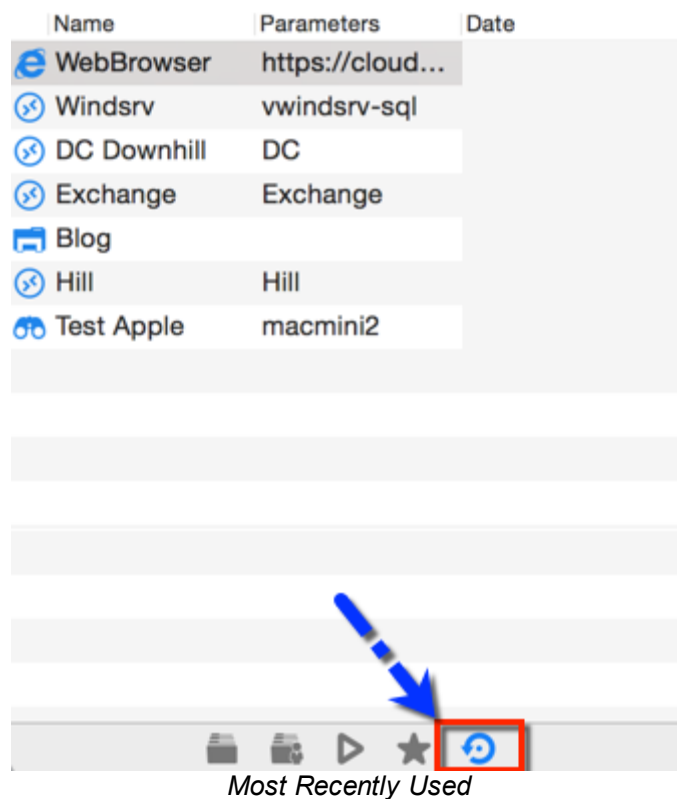 Name Parameters Date
WebBrowser https://cloud...
Windsrv vwindsrv-sql
DC Downhill DC
Exchange Exchange
Blog
Hill Hill
Test Apple macmini2
Most Recently Used